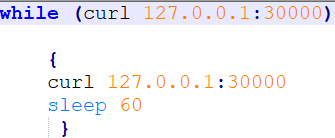 while (curl 127.0.0.1:30000)
{
curl 127.0.0.1:30000
sleep 60
}